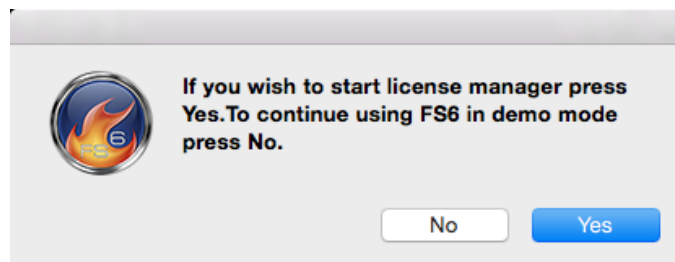 If you wish to start license manager press
Yes.To continue using FS6 in demo mode
press No.
FS6
No
Yes